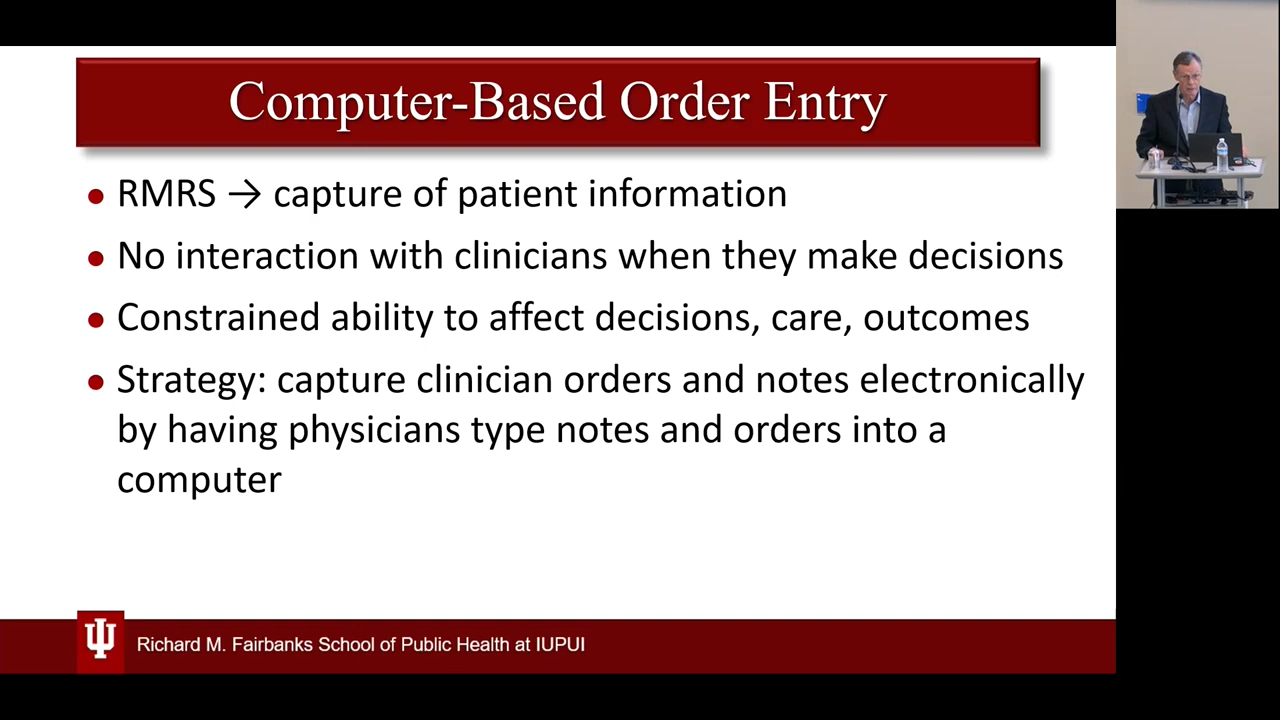 Computer-Based Order Entry
• RMRS → capture of patient information
• No interaction with clinicians when they make decisions
• Constrained ability to affect decisions, care, outcomes
• Strategy: capture clinician orders and notes electronically
by having physicians type notes and orders into a
computer
Richard M. Fairbanks School of Public Health at IUPUI